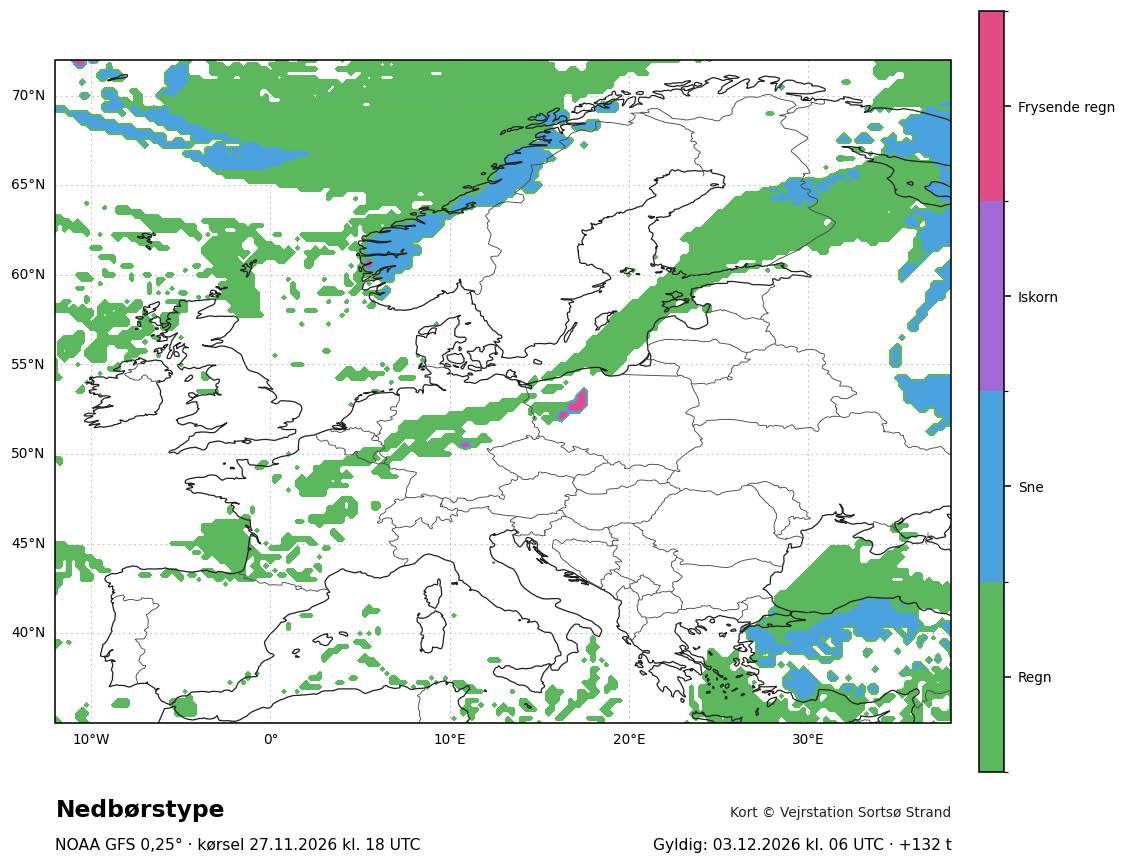 Frysende regn
Iskorn
Sne
Regn
70°N
65°N
60°N
55°N
50°N
45°N
40°N
10°W 0° 10°E 20°E 30°E
Nedbørstype
Kort © Vejrstation Sortsø Strand
NOAA GFS 0,25° · kørsel 27.11.2026 kl. 18 UTC
Gyldig: 03.12.2026 kl. 06 UTC · +132 t